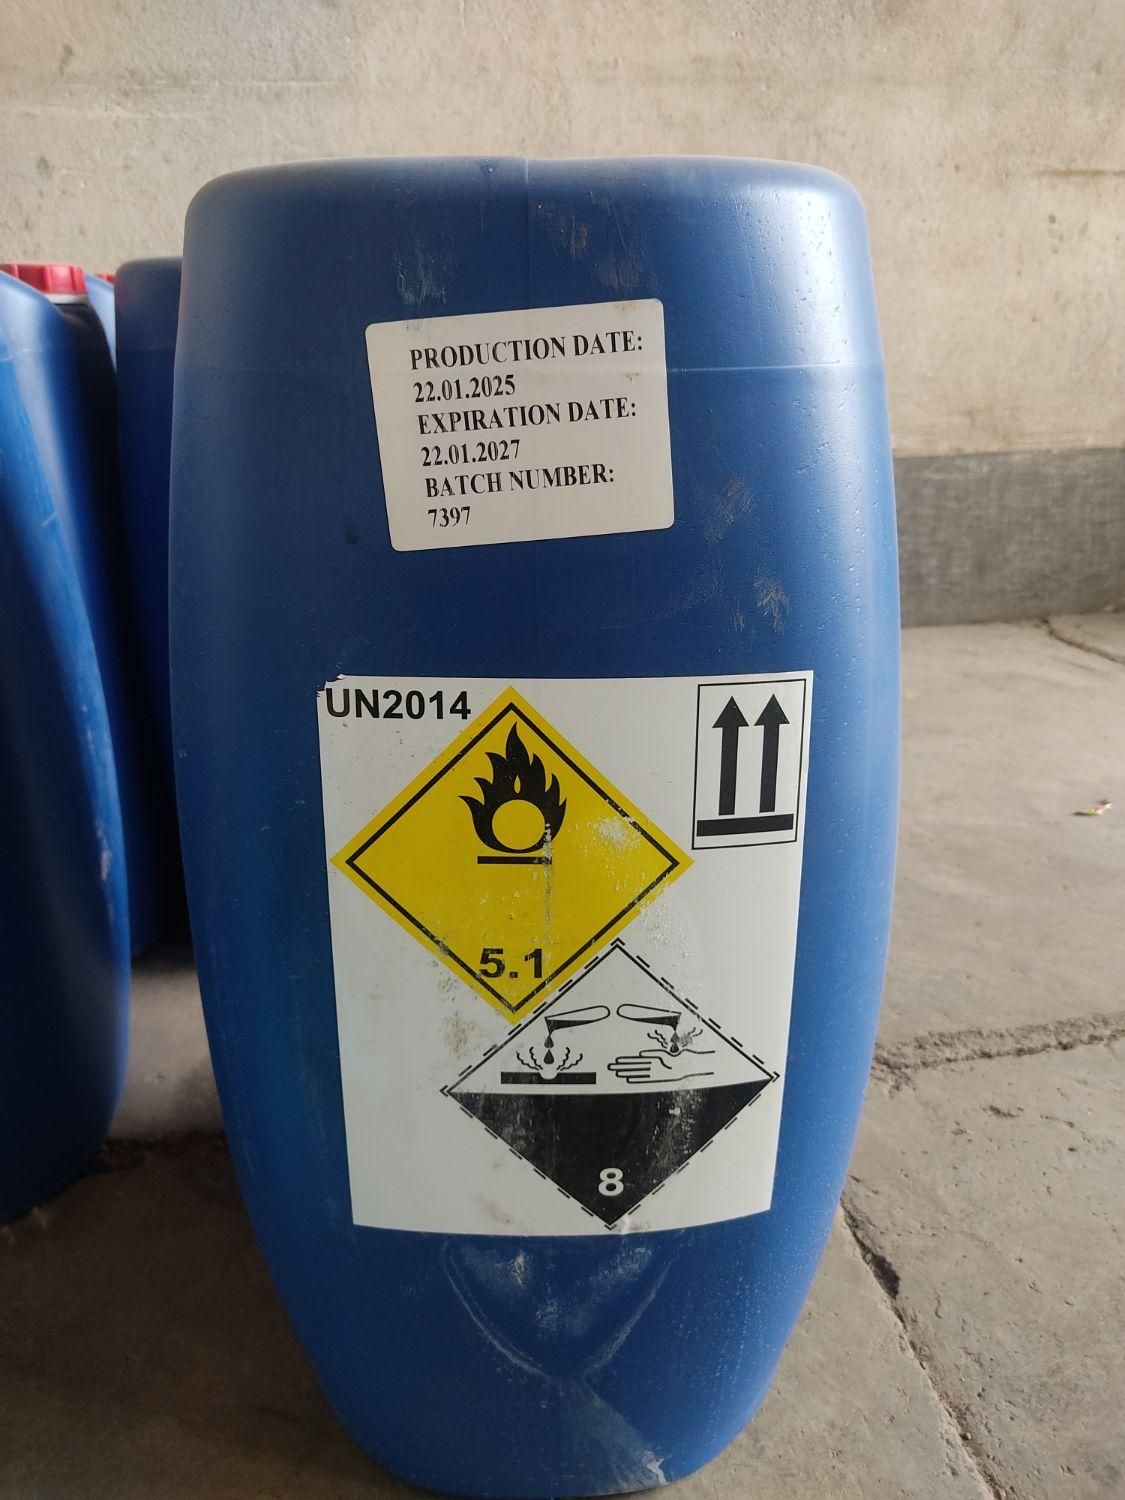 PRODUCTION DATE:
22.01.2025
EXPIRATION DATE:
22.01.2027
BATCH NUMBER:
7397
UN2014
5.1
8